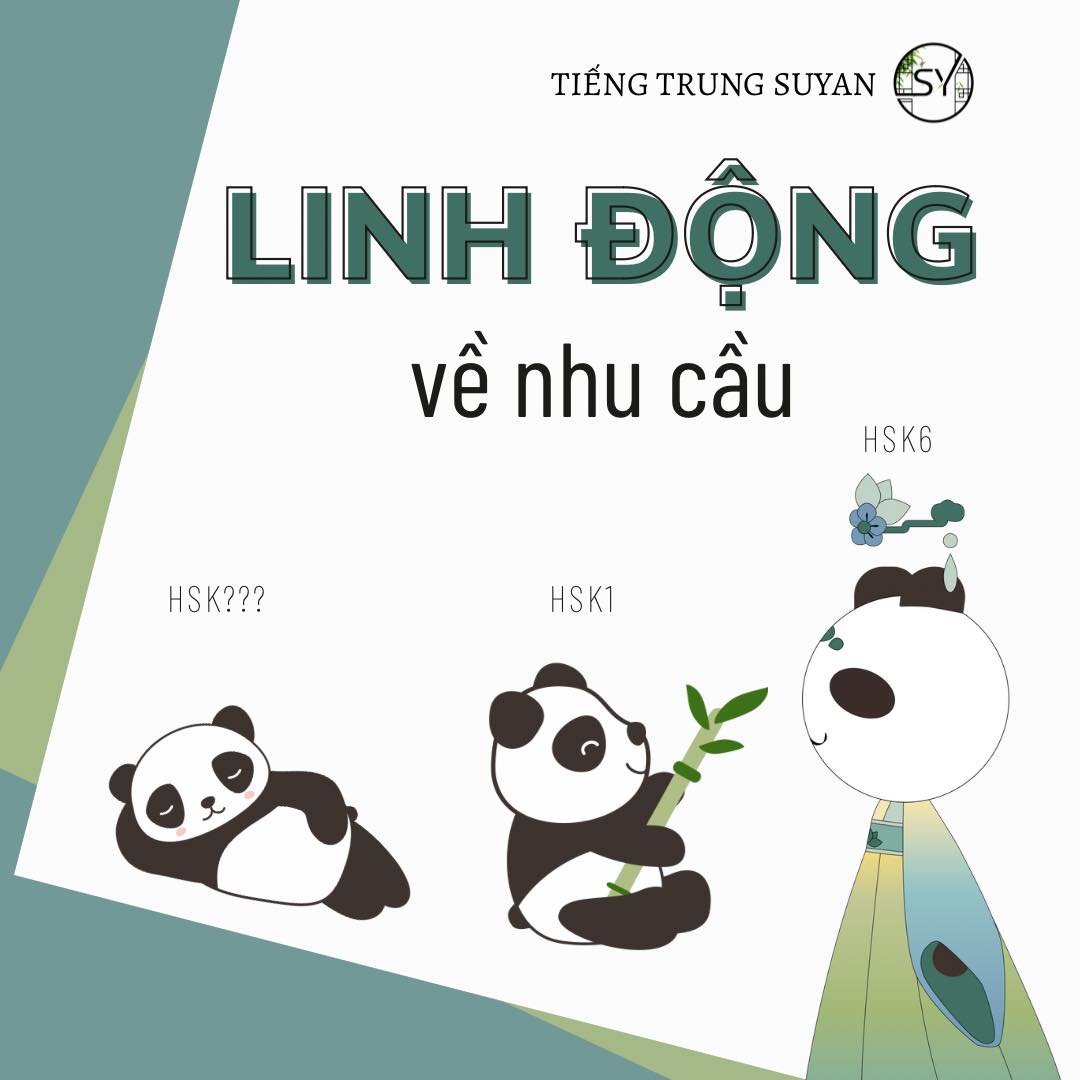 TIẾNG TRUNG SUYAN
SY
LINH ĐỘNG
về nhu cầu
HSK6
HSK???
HSK1